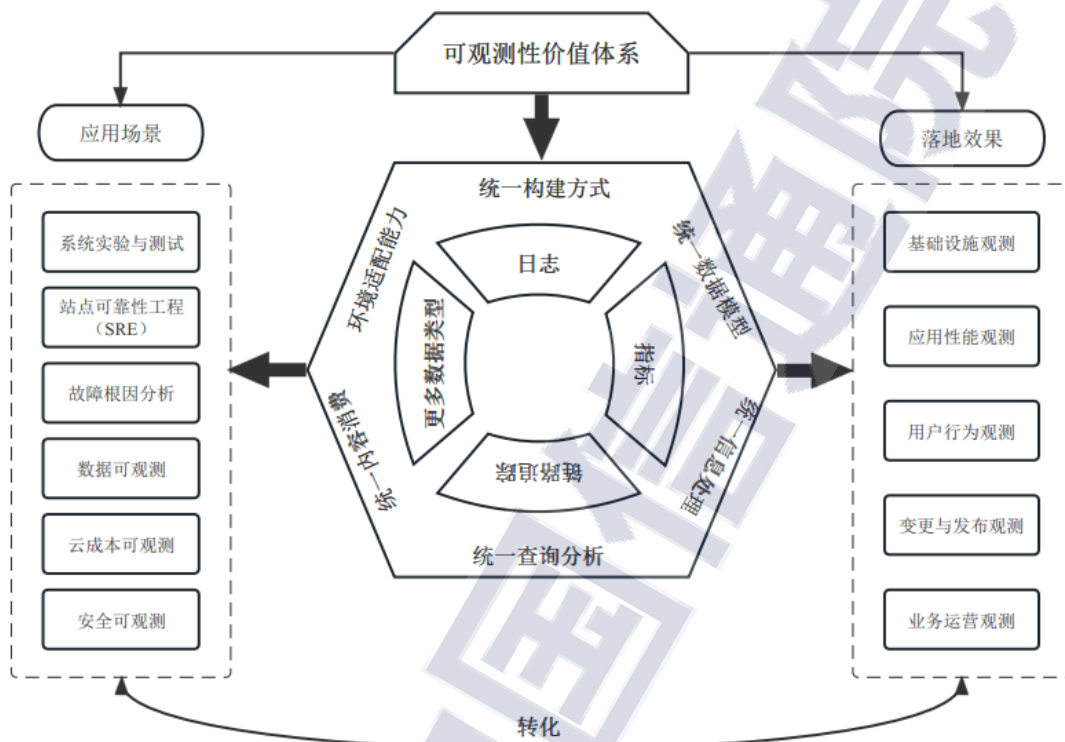 可观测性价值体系
应用场景
落地效果
系统实验与测试
站点可靠性工程
（SRE）
故障根因分析
数据可观测
云成本可观测
安全可观测
统一构建方式
统一数据模型
统一信息处理
统一查询分析
统一内容消费
环境适配能力
日志
指标
链路追踪
更多数据类型
基础设施观测
应用性能观测
用户行为观测
变更与发布观测
业务运营观测
转化
国信通院